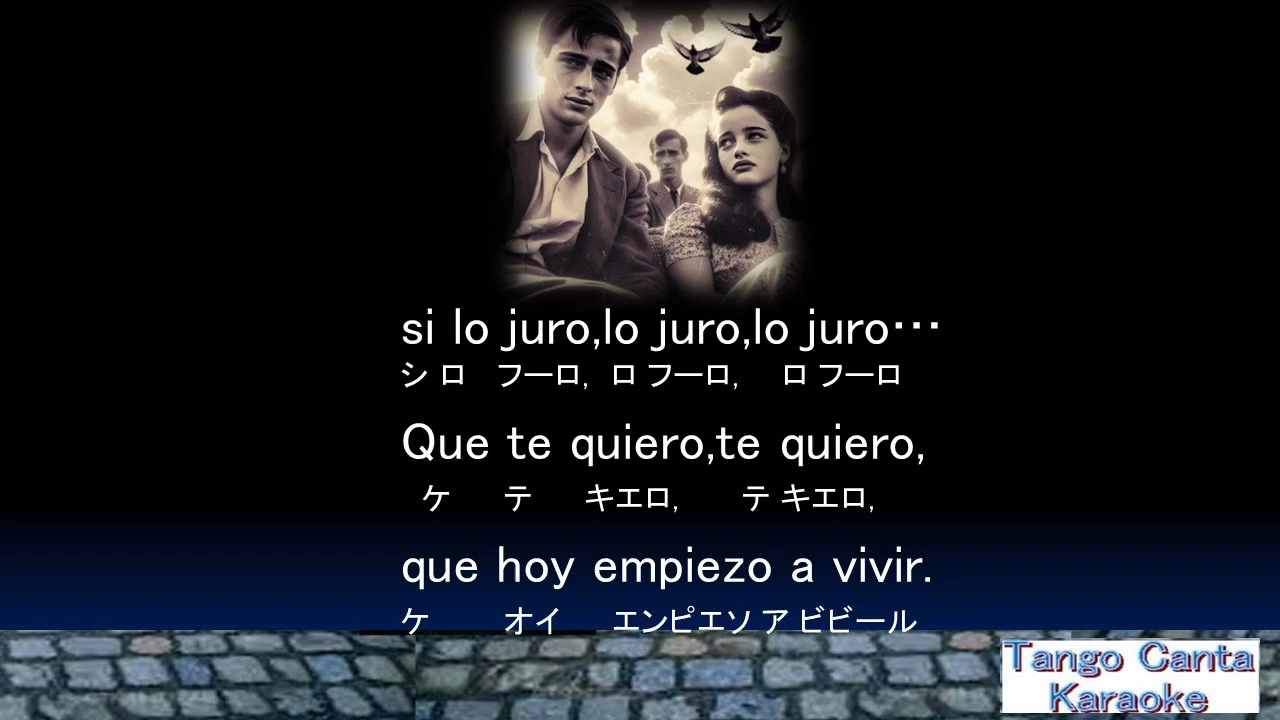 si lo juro,lo juro,lo juro･･･
シ ロ フーロ, ロ フーロ, ロ フーロ
Que te quiero,te quiero,
ケ テ キエロ, テ キエロ,
que hoy empiezo a vivir.
ケ オイ エンピエソ ア ビビール
Tango Canta
Karaoke